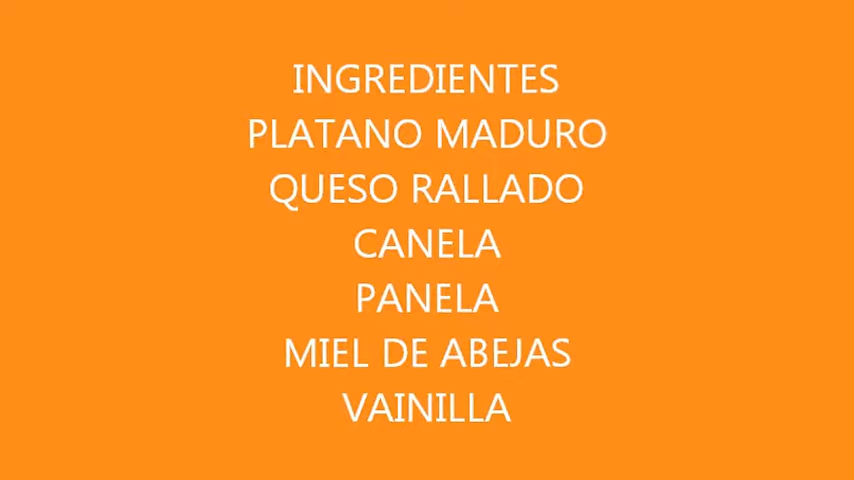 INGREDIENTES
PLATANO MADURO
QUESO RALLADO
CANELA
PANELA
MIEL DE ABEJAS
VAINILLA